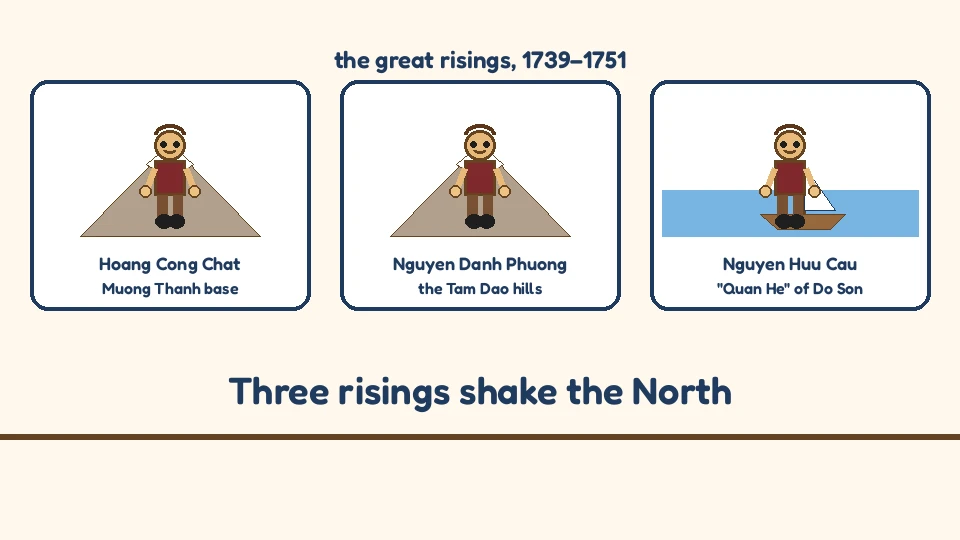 the great risings, 1739–1751
Hoang Cong Chat
Muong Thanh base
Nguyen Danh Phuong
the Tam Dao hills
Nguyen Huu Cau
"Quan He" of Do Son
Three risings shake the North